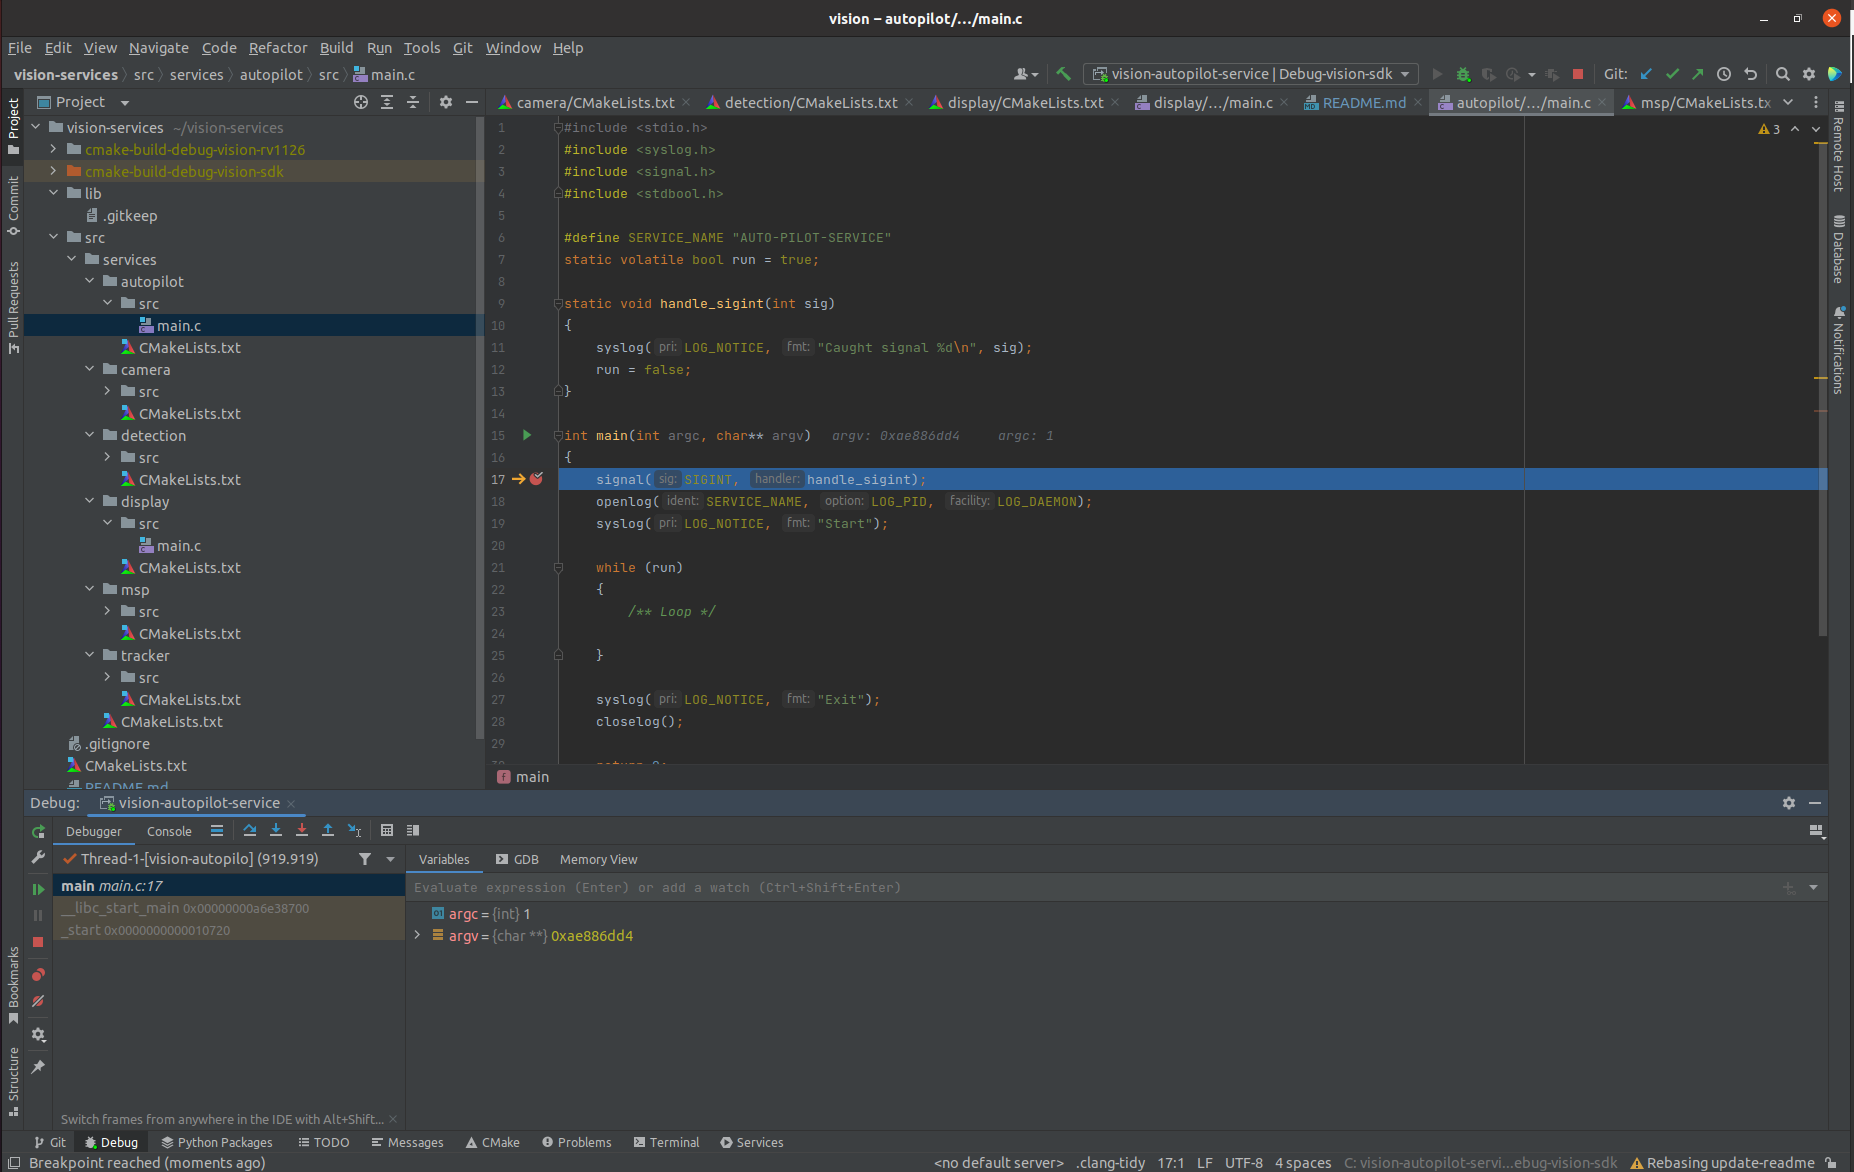 vision – autopilot/.../main.c
File Edit View Navigate Code Refactor Build Run Tools Git Window Help
vision-services src services autopilot src main.c
vision-autopilot-service | Debug-vision-sdk
Git:
Project
camera/CMakeLists.txt
detection/CMakeLists.txt
display/CMakeLists.txt
display/.../main.c
README.md
autopilot/.../main.c
msp/CMakeLists.tx
Project
Commit
Pull Requests
Bookmarks
Structure
vision-services ~/vision-services
cmake-build-debug-vision-rv1126
cmake-build-debug-vision-sdk
lib
.gitkeep
src
services
autopilot
src
main.c
CMakeLists.txt
camera
src
CMakeLists.txt
detection
src
CMakeLists.txt
display
src
main.c
CMakeLists.txt
msp
src
CMakeLists.txt
tracker
src
CMakeLists.txt
CMakeLists.txt
.gitignore
CMakeLists.txt
README.md
3
1 #include <stdio.h>
2 #include <syslog.h>
3 #include <signal.h>
4 #include <stdbool.h>
5
6 #define SERVICE_NAME "AUTO-PILOT-SERVICE"
7 static volatile bool run = true;
8
9 static void handle_sigint(int sig)
10 {
11 syslog( pri: LOG_NOTICE, fmt: "Caught signal %d\n", sig);
12 run = false;
13 }
14
15 int main(int argc, char** argv) argv: 0xae886dd4 argc: 1
16 {
17 signal( sig: SIGINT, handler: handle_sigint);
18 openlog( ident: SERVICE_NAME, option: LOG_PID, facility: LOG_DAEMON);
19 syslog( pri: LOG_NOTICE, fmt: "Start");
20
21 while (run)
22 {
23 /** Loop */
24
25 }
26
27 syslog( pri: LOG_NOTICE, fmt: "Exit");
28 closelog();
29
30 return 0;
main
Remote Host
Database
Notifications
Debug: vision-autopilot-service
Debugger Console
Thread-1-[vision-autopilo] (919.919)
main main.c:17
__libc_start_main 0x00000000a6e38700
_start 0x0000000000010720
Switch frames from anywhere in the IDE with Alt+Shift...
Variables GDB Memory View
Evaluate expression (Enter) or add a watch (Ctrl+Shift+Enter)
argc = {int} 1
argv = {char **} 0xae886dd4
Git Debug Python Packages TODO Messages CMake Problems Terminal Services
Breakpoint reached (moments ago)
<no default server> .clang-tidy 17:1 LF UTF-8 4 spaces C: vision-autopilot-servi...ebug-vision-sdk Rebasing update-readme